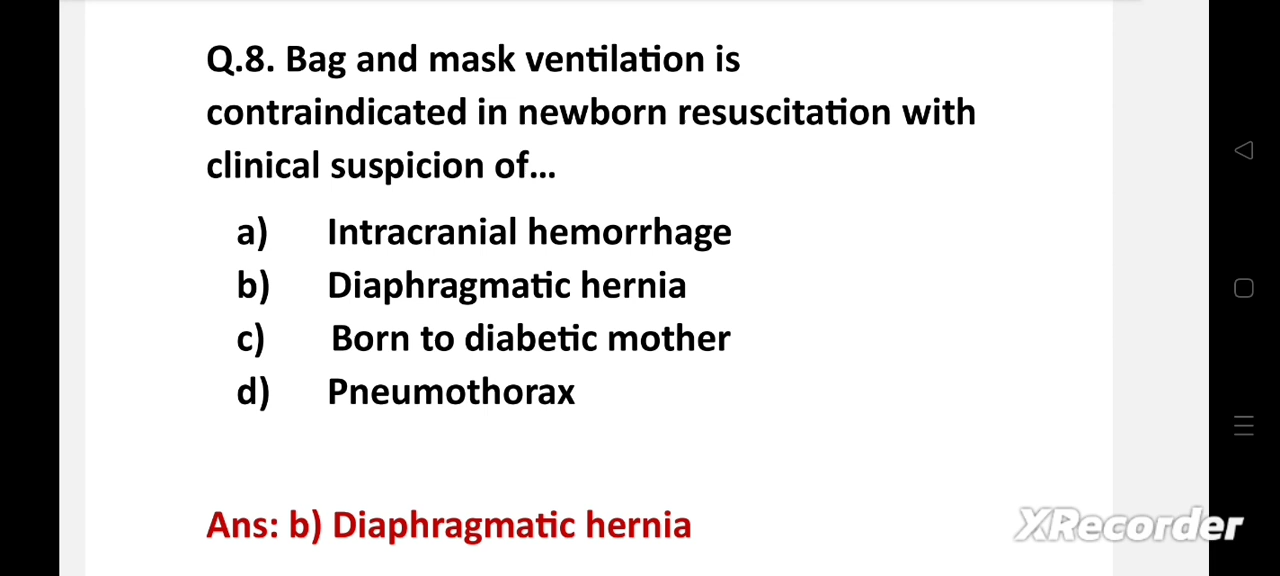 Q.8. Bag and mask ventilation is
contraindicated in newborn resuscitation with
clinical suspicion of...
a) Intracranial hemorrhage
b) Diaphragmatic hernia
c) Born to diabetic mother
d) Pneumothorax
Ans: b) Diaphragmatic hernia
XRecorder